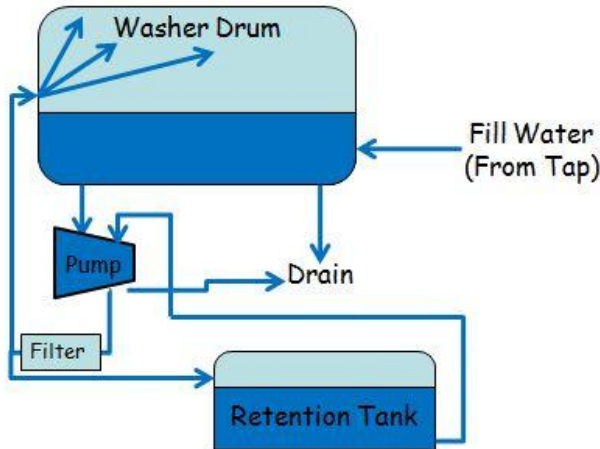 Washer Drum
Fill Water
(From Tap)
Pump
Drain
Filter
Retention Tank